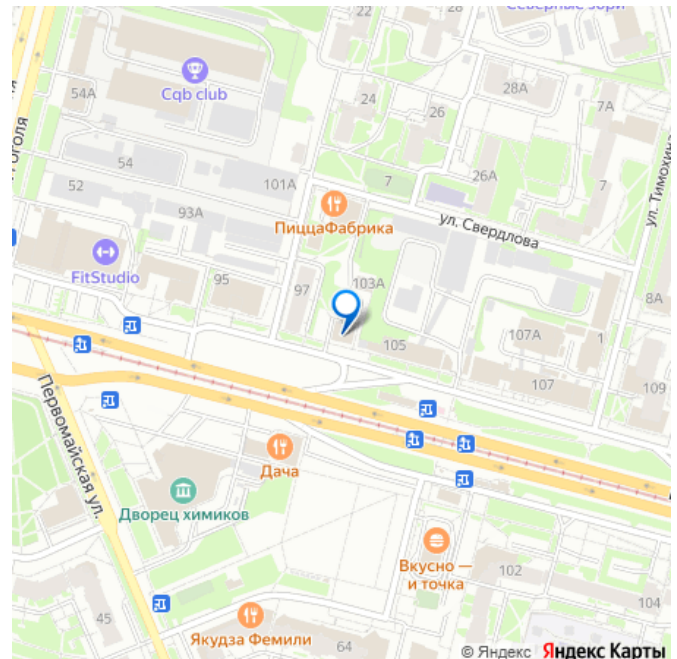 Северные зори
22
28
54А
Cqb club
24
26
28А
7А
ГОГОЛЯ
54
52
101А
93А
7
26А
7
ул. Тимохина
ПиццаФабрика
ул. Свердлова
FitStudio
95
97
103А
8А
105
107А
1
107
109
Первомайская ул.
Дача
Дворец химиков
Вкусно —
и точка
102
104
45
Якудза Фемили
64
© Яндекс Яндекс Карты